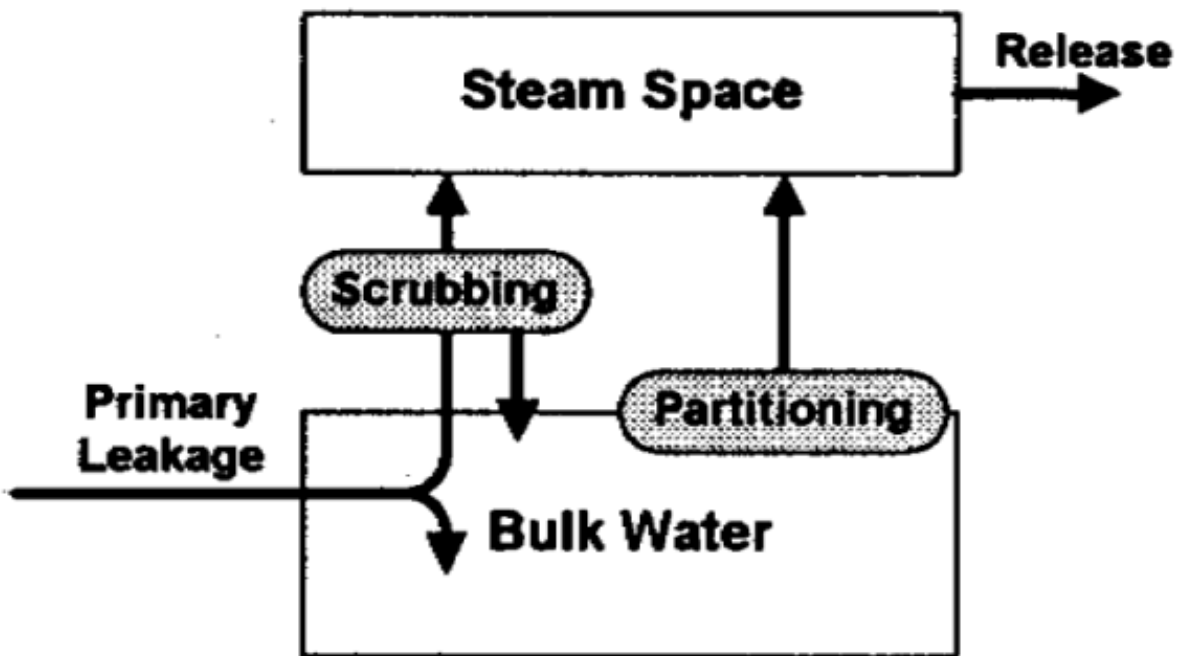 Steam Space
Release
Scrubbing
Primary
Leakage
Partitioning
Bulk Water